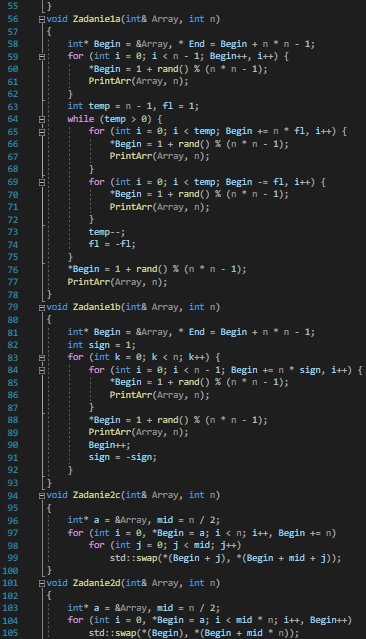 55 }
56 void Zadanie1a(int& Array, int n)
57 {
58 int* Begin = &Array, * End = Begin + n * n - 1;
59 for (int i = 0; i < n - 1; Begin++, i++) {
60 *Begin = 1 + rand() % (n * n - 1);
61 PrintArr(Array, n);
62 }
63 int temp = n - 1, fl = 1;
64 while (temp > 0) {
65 for (int i = 0; i < temp; Begin += n * fl, i++) {
66 *Begin = 1 + rand() % (n * n - 1);
67 PrintArr(Array, n);
68 }
69 for (int i = 0; i < temp; Begin -= fl, i++) {
70 *Begin = 1 + rand() % (n * n - 1);
71 PrintArr(Array, n);
72 }
73 temp--;
74 fl = -fl;
75 }
76 *Begin = 1 + rand() % (n * n - 1);
77 PrintArr(Array, n);
78 }
79 void Zadanie1b(int& Array, int n)
80 {
81 int* Begin = &Array, * End = Begin + n * n - 1;
82 int sign = 1;
83 for (int k = 0; k < n; k++) {
84 for (int i = 0; i < n - 1; Begin += n * sign, i++) {
85 *Begin = 1 + rand() % (n * n - 1);
86 PrintArr(Array, n);
87 }
88 *Begin = 1 + rand() % (n * n - 1);
89 PrintArr(Array, n);
90 Begin++;
91 sign = -sign;
92 }
93 }
94 void Zadanie2c(int& Array, int n)
95 {
96 int* a = &Array, mid = n / 2;
97 for (int i = 0, *Begin = a; i < n; i++, Begin += n)
98 for (int j = 0; j < mid; j++)
99 std::swap(*(Begin + j), *(Begin + mid + j));
100 }
101 void Zadanie2d(int& Array, int n)
102 {
103 int* a = &Array, mid = n / 2;
104 for (int i = 0, *Begin = a; i < mid * n; i++, Begin++)
105 std::swap(*(Begin), *(Begin + mid * n));